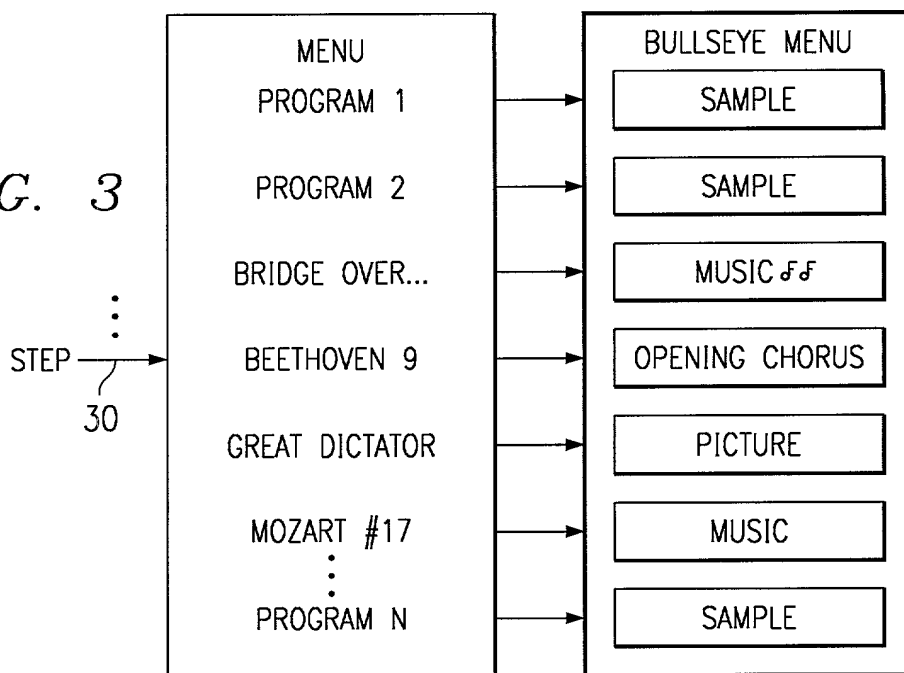 G. 3
STEP
30
MENU
PROGRAM 1
PROGRAM 2
BRIDGE OVER...
BEETHOVEN 9
GREAT DICTATOR
MOZART #17
PROGRAM N
BULLSEYE MENU
SAMPLE
SAMPLE
MUSIC
OPENING CHORUS
PICTURE
MUSIC
SAMPLE